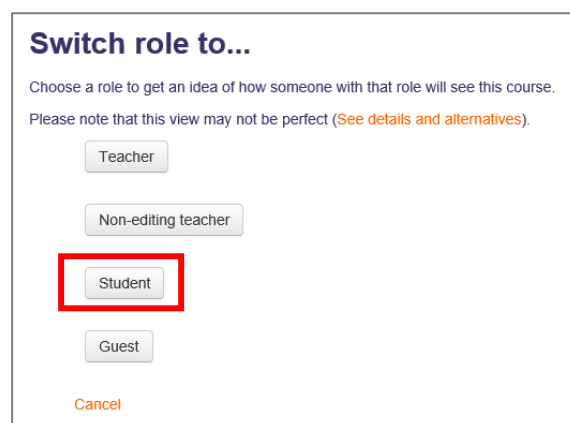 Switch role to...
Choose a role to get an idea of how someone with that role will see this course.
Please note that this view may not be perfect (See details and alternatives).
Teacher
Non-editing teacher
Student
Guest
Cancel